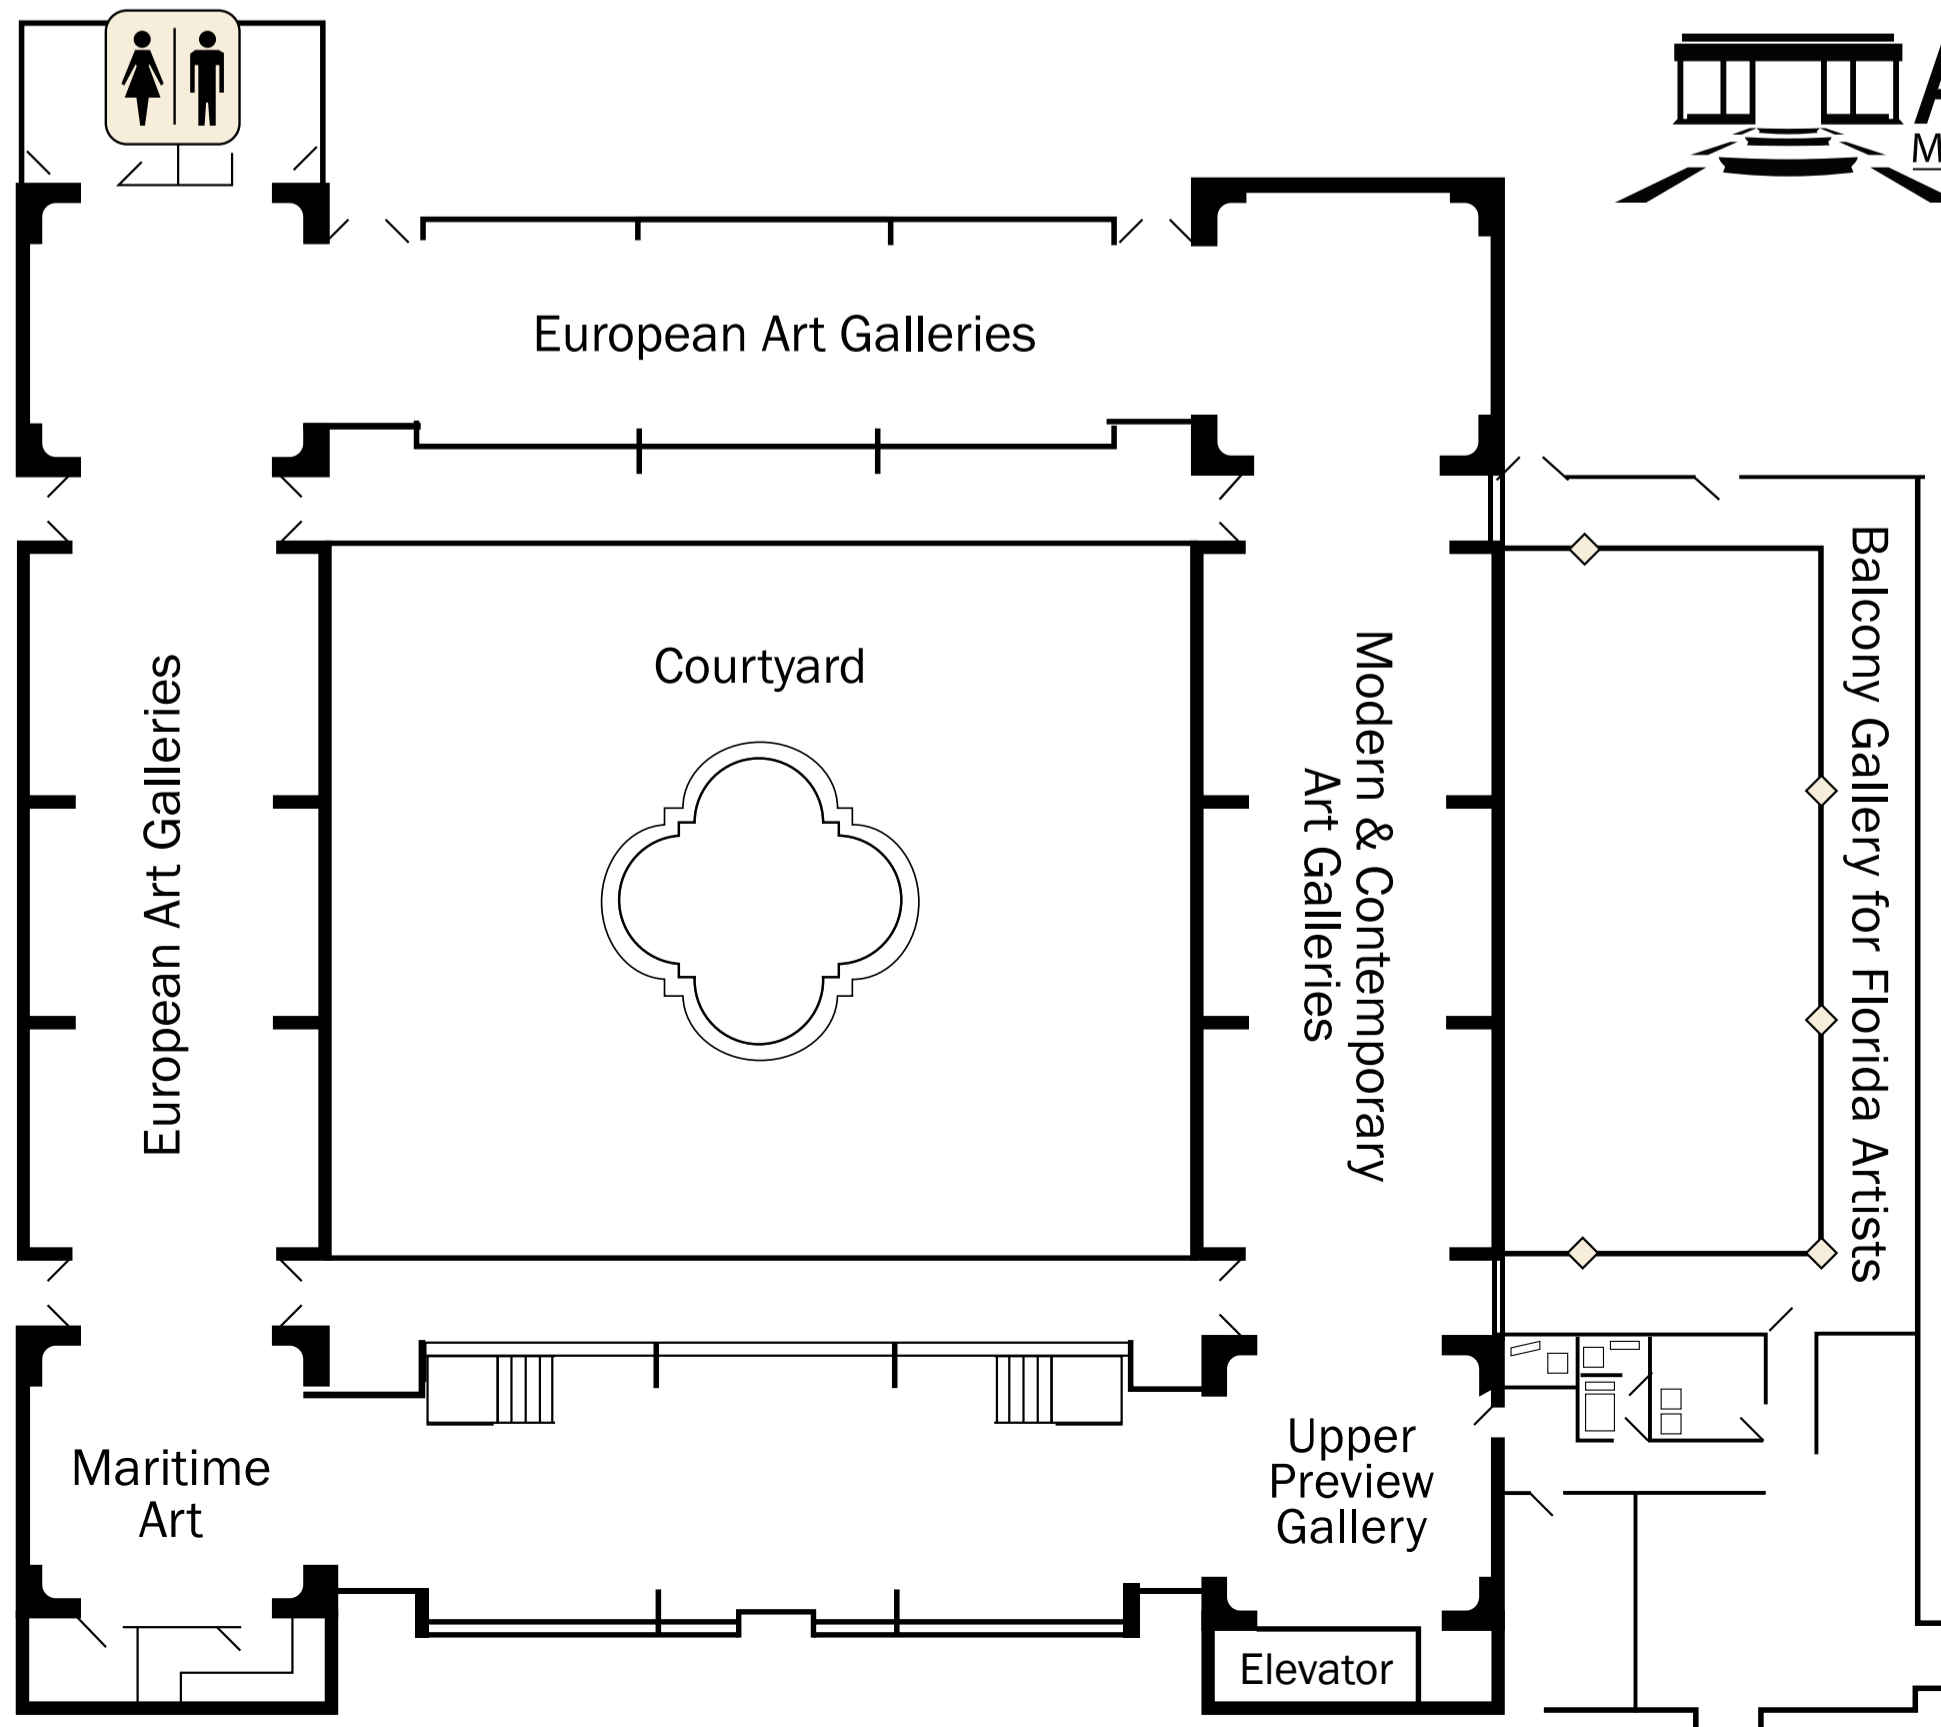 European Art Galleries
Courtyard
European Art Galleries
Modern & Contemporary
Art Galleries
Balcony Gallery for Florida Artists
Maritime
Art
Upper
Preview
Gallery
Elevator